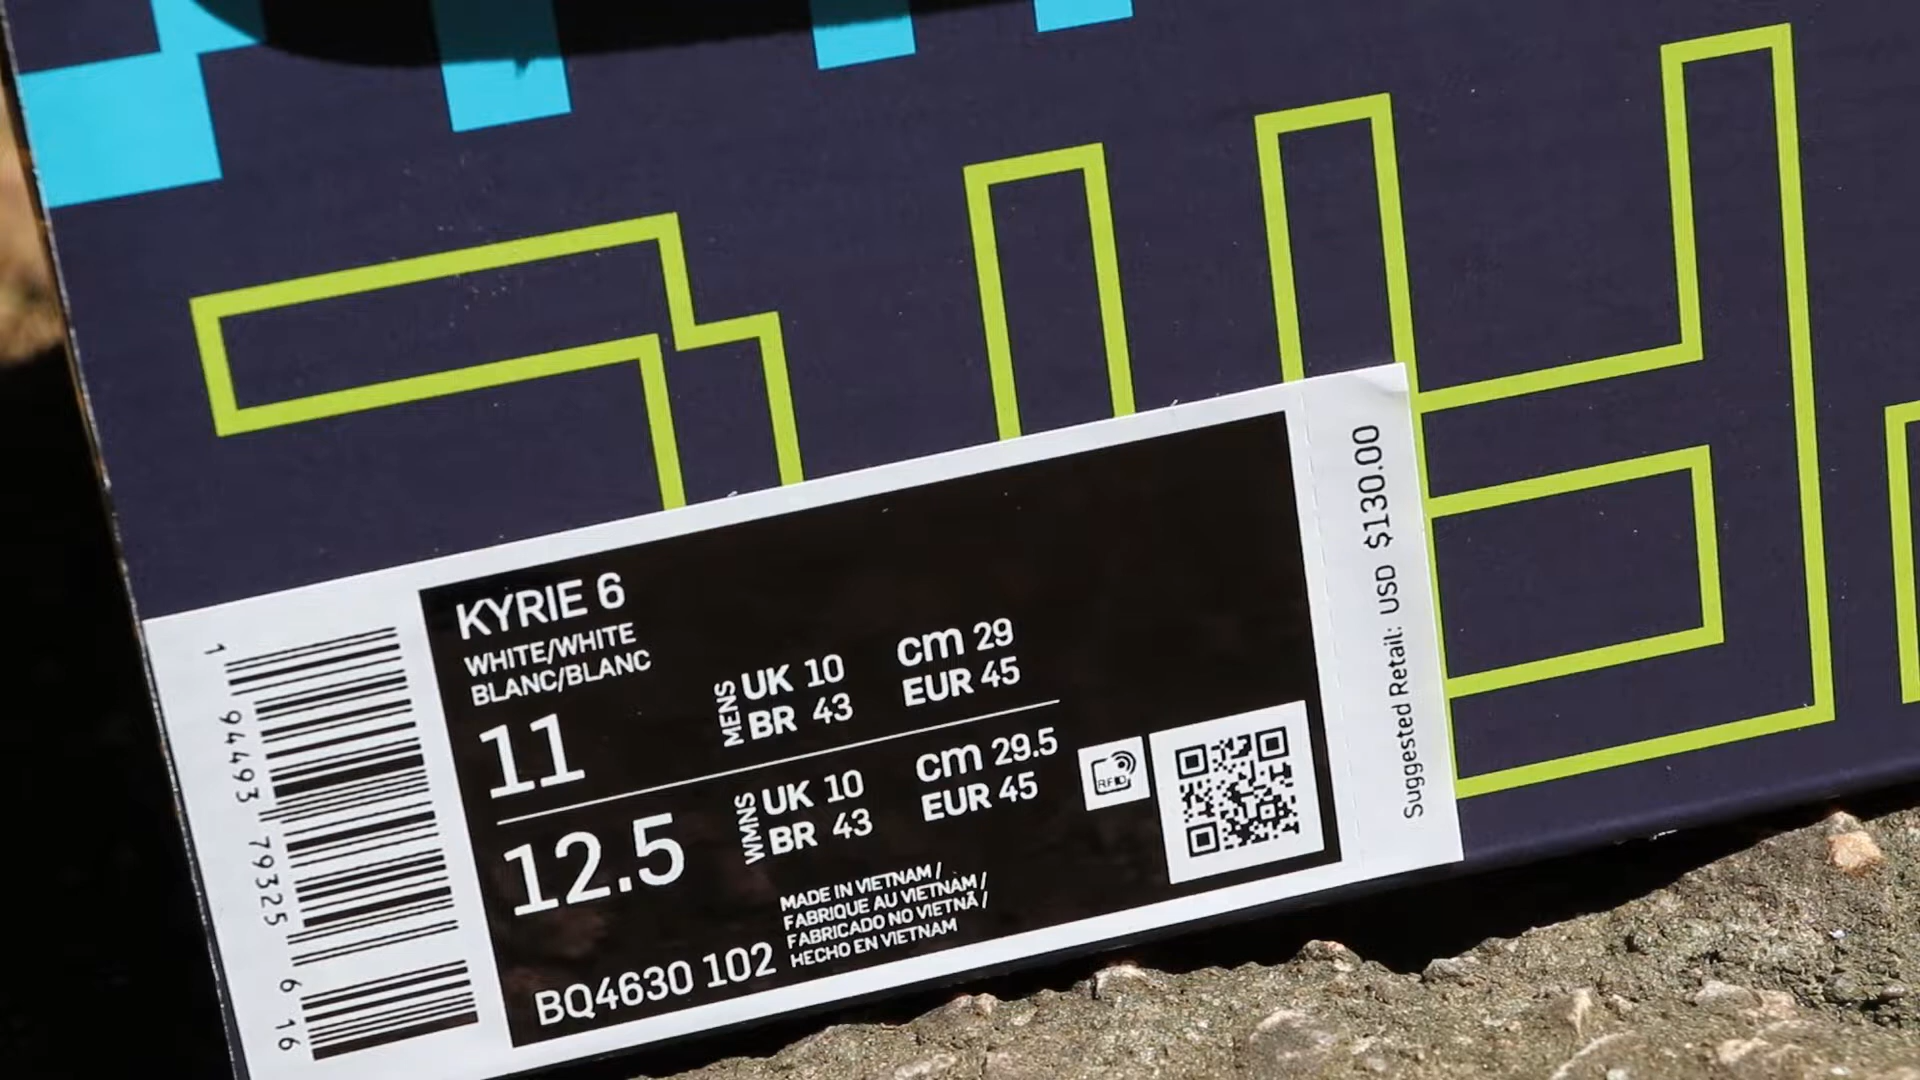 KYRIE 6
WHITE/WHITE
BLANC/BLANC
11
MENS
UK 10
BR 43
cm 29
EUR 45
12.5
WMNS
UK 10
BR 43
cm 29.5
EUR 45
RFID
MADE IN VIETNAM /
FABRIQUE AU VIETNAM /
FABRICADO NO VIETNÃ /
HECHO EN VIETNAM
BQ4630 102
1 94493 79325 6 16
Suggested Retail: USD $130.00